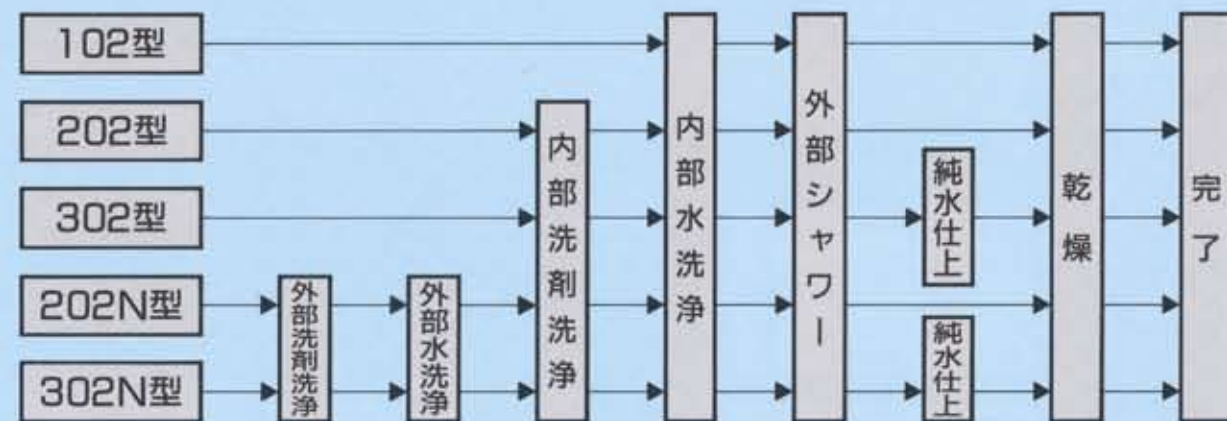 102型
202型
302型
202N型
302N型
外部洗剤洗浄
外部水洗浄
内部洗剤洗浄
内部水洗浄
外部シャワー
純水仕上
純水仕上
乾燥
完了